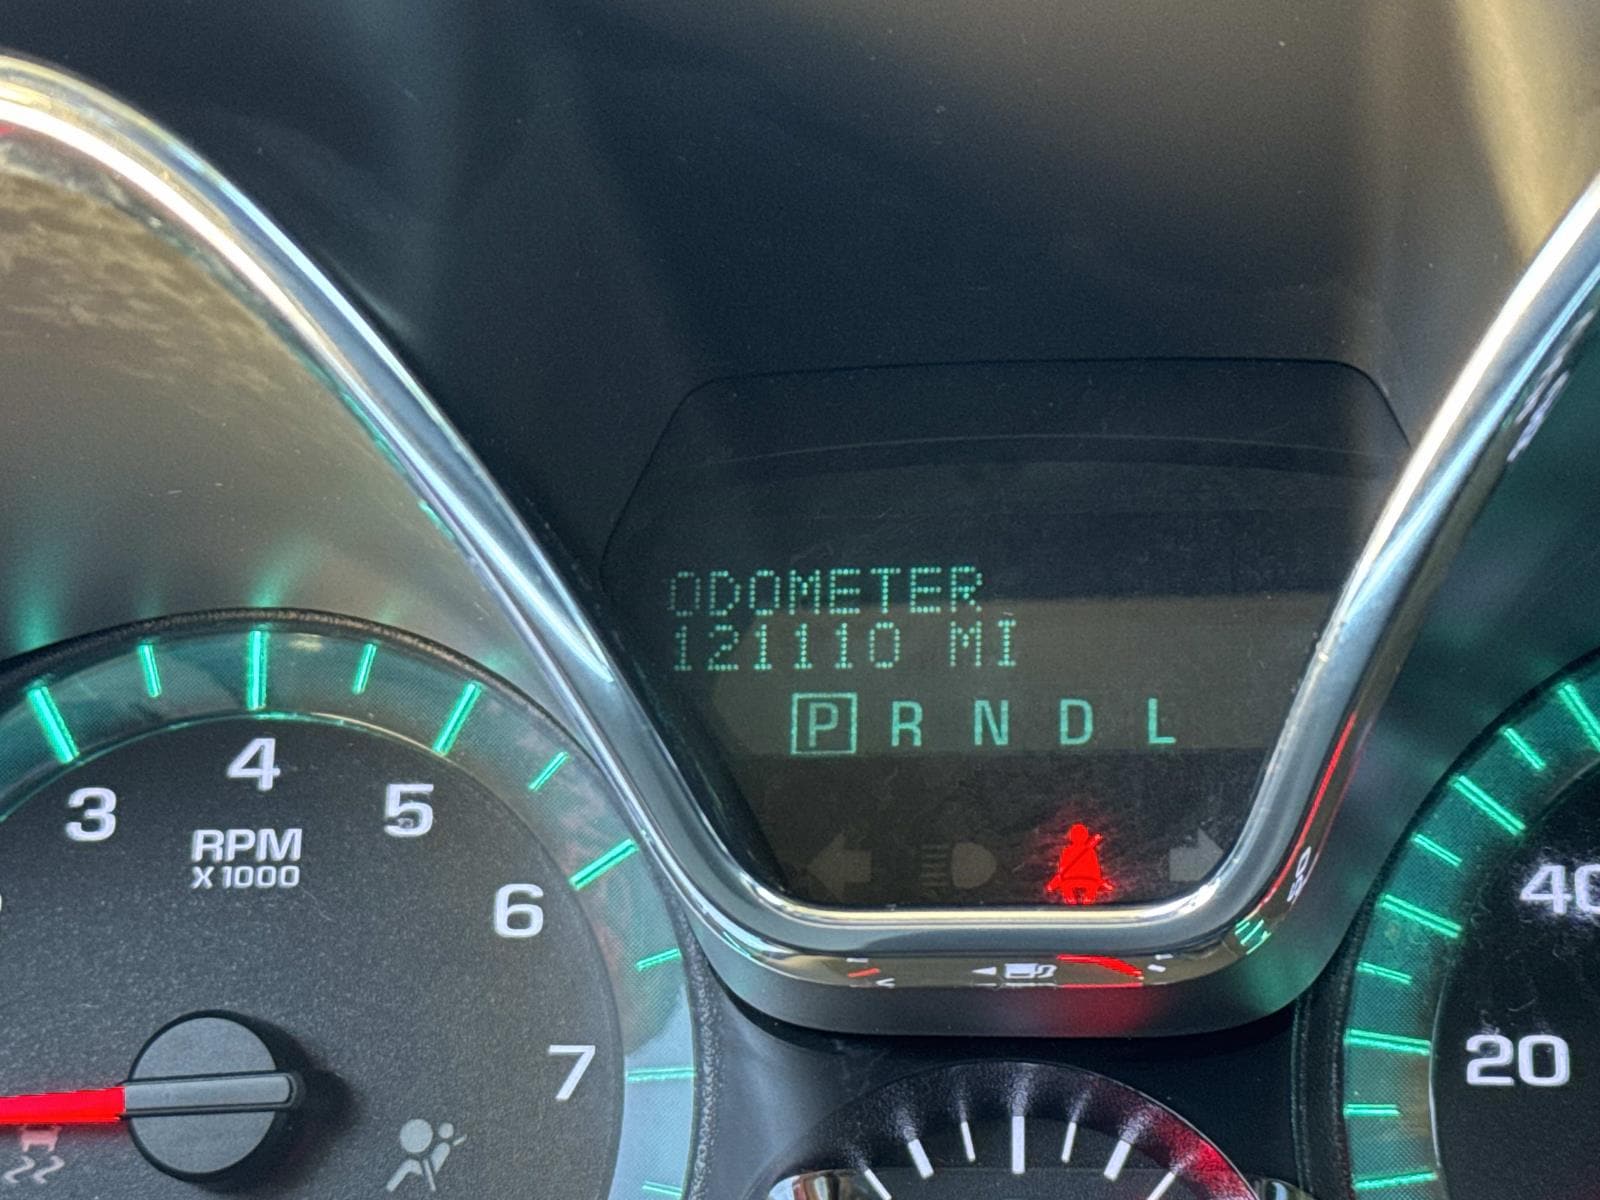 ODOMETER
121110 MI
P R N D L
3
4
5
6
7
RPM
X1000
40
20